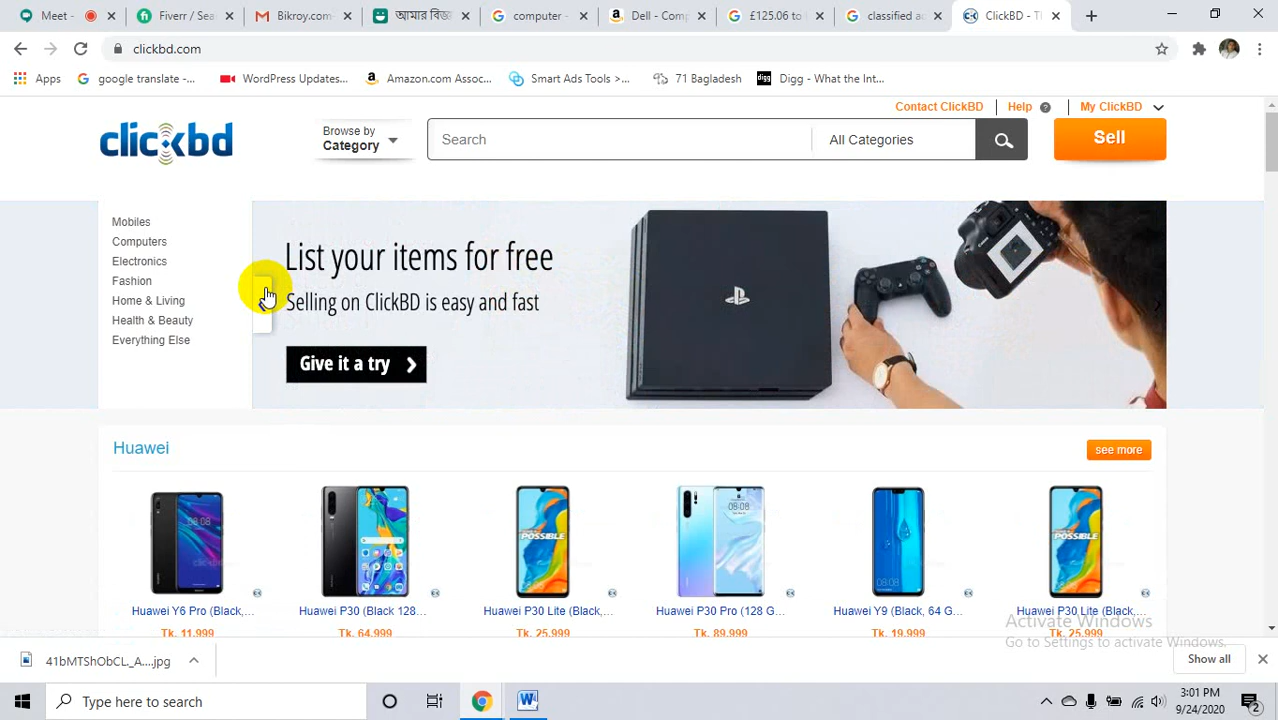 Meet -
Fiverr / Sea
Bikroy.com-
আমার বিজ
computer -
Dell - Comp
£125.06 to
classified a
ClickBD - T
clickbd.com
Apps
google translate -...
WordPress Updates...
Amazon.com Assoc...
Smart Ads Tools >...
71 Bagladesh
digg
Digg - What the Int...
Contact ClickBD
Help
My ClickBD
clickbd
Browse by
Category
Search
All Categories
Sell
Mobiles
Computers
Electronics
Fashion
Home & Living
Health & Beauty
Everything Else
List your items for free
Selling on ClickBD is easy and fast
Give it a try
Huawei
see more
Huawei Y6 Pro (Black,...
Huawei P30 (Black 128...
Huawei P30 Lite (Black,...
Huawei P30 Pro (128 G...
Huawei Y9 (Black, 64 G...
Huawei P30 Lite (Black,...
Tk. 11,999
Tk. 64,999
Tk. 25,999
Tk. 89,999
Tk. 19,999
Tk. 25,999
Activate Windows
Go to Settings to activate Windows.
41bMTShObCL._A....jpg
Show all
Type here to search
3:01 PM
9/24/2020
2